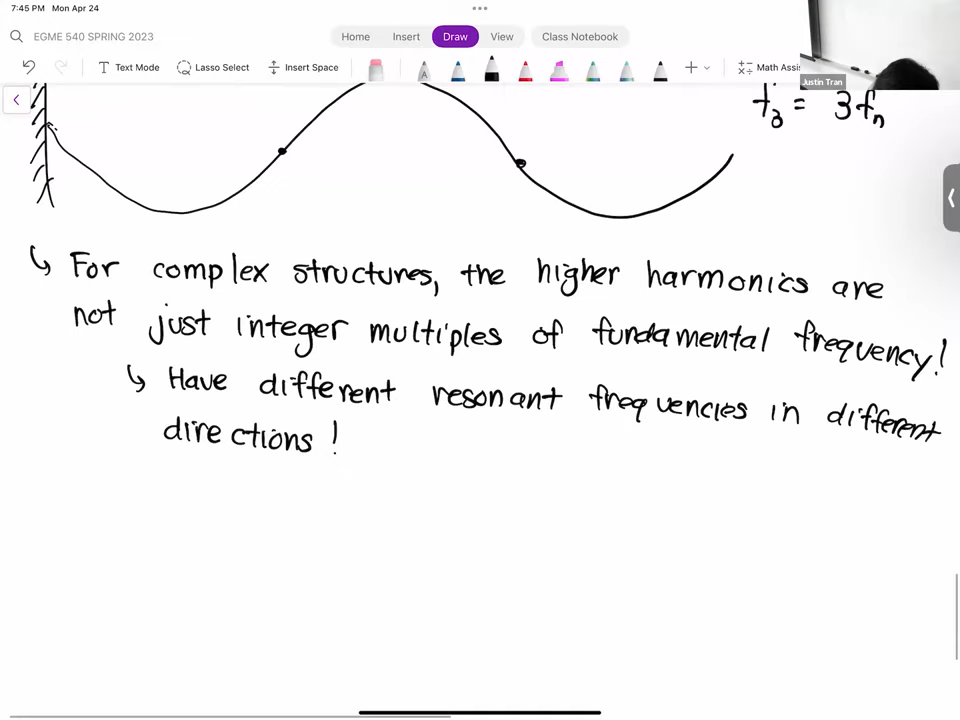 7:45 PM Mon Apr 24
EGME 540 SPRING 2023
Home Insert Draw View Class Notebook
Text Mode Lasso Select Insert Space Math Assis
Justin Tran
f₃ = 3fₙ
↳ For complex structures, the higher harmonics are
not just integer multiples of fundamental frequency!
↳ Have different resonant frequencies in different
directions!